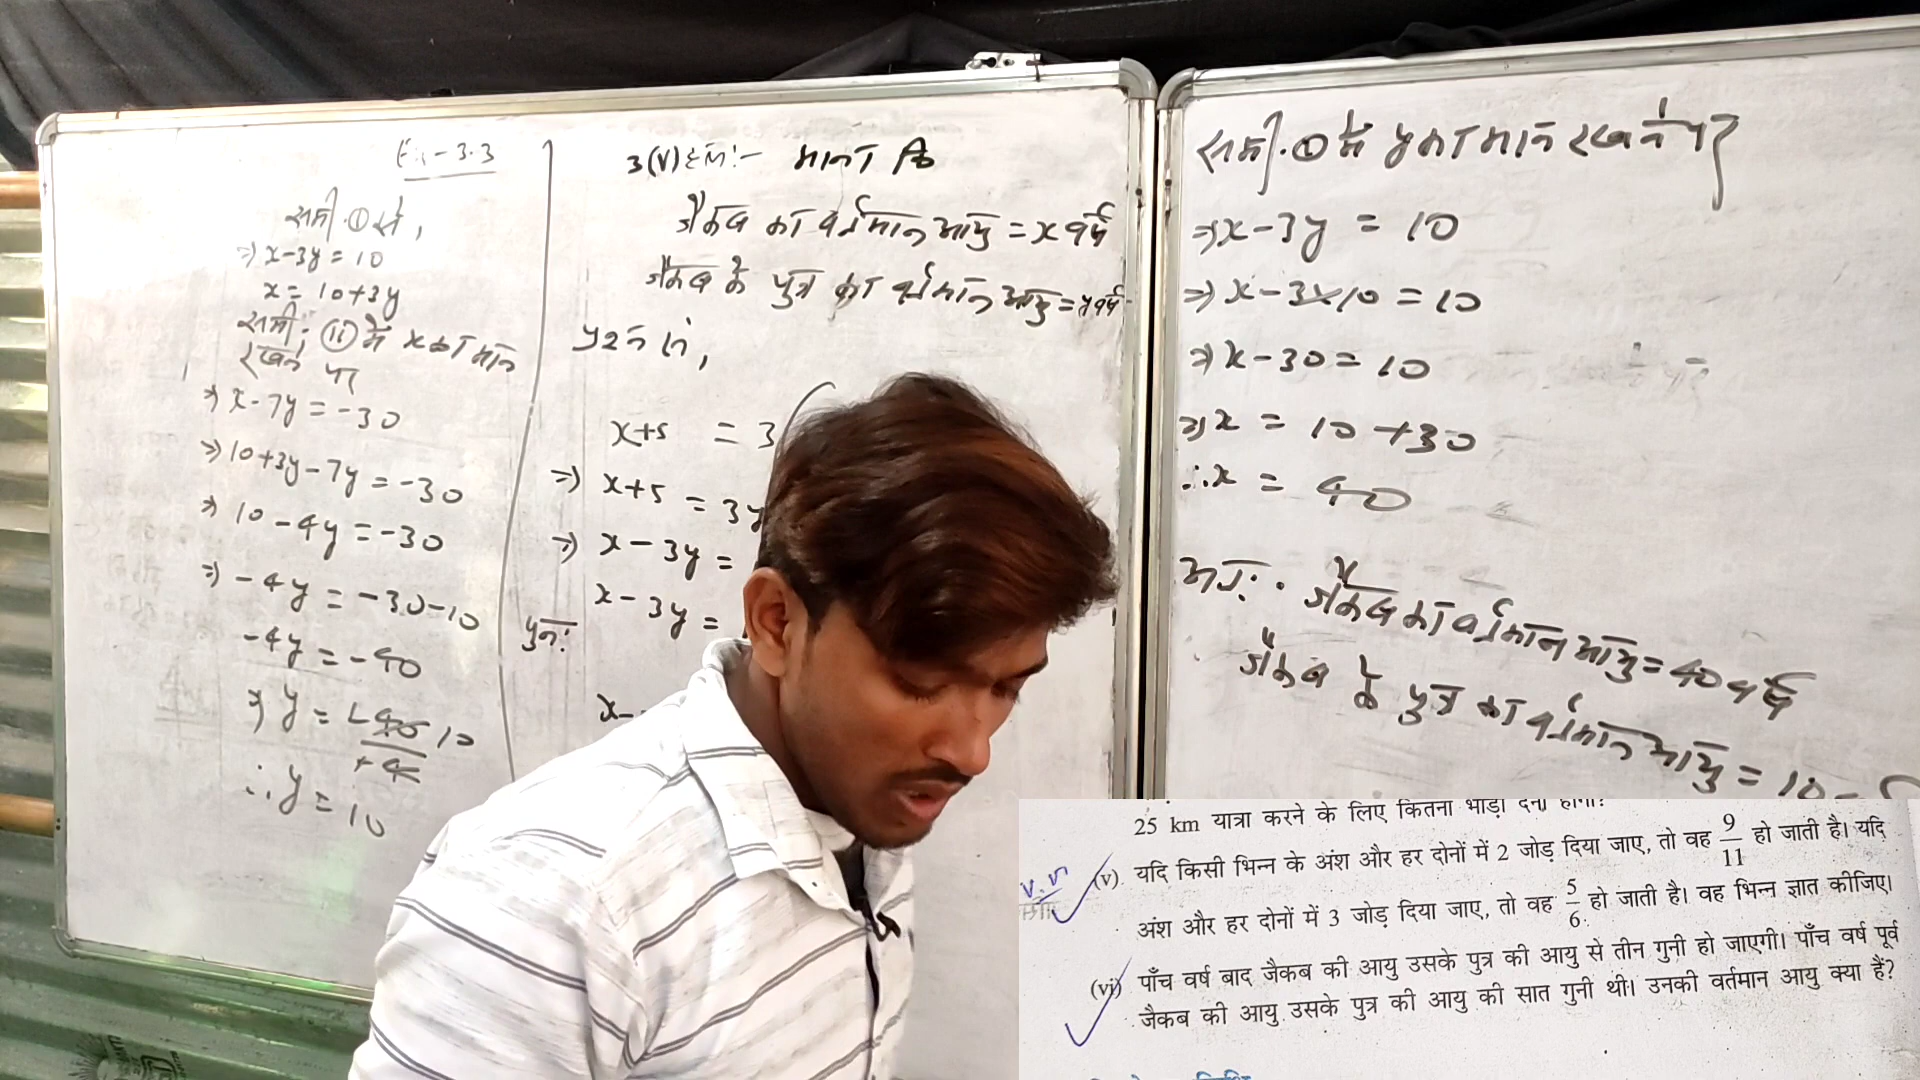 Ex-3.3
समी. ① से,
⇒ x-3y = 10
x = 10+3y
समी. ⑪ में x का मान
रखने पर
⇒ x-7y = -30
⇒ 10+3y-7y = -30
⇒ 10-4y = -30
⇒ -4y = -30-10
-4y = -40
⇒ y = -40 10 / -4
∴ y = 10
3(v) हल:- माना कि
जैकब का वर्तमान आयु = x वर्ष
जैकब के पुत्र का वर्तमान आयु = y वर्ष
प्रश्न से,
x+5 = 3(
⇒ x+5 = 3y
⇒ x-3y =
x-3y =
पुन:
x-
समी. ① में y का मान रखने पर
⇒ x-3y = 10
⇒ x-3×10 = 10
⇒ x-30 = 10
⇒ x = 10+30
∴ x = 40
अत: जैकब का वर्तमान आयु = 40 वर्ष
जैकब के पुत्र का वर्तमान आयु = 10
25 km यात्रा करने के लिए कितना भाड़ा देना होगा?
v.v
(v) यदि किसी भिन्न के अंश और हर दोनों में 2 जोड़ दिया जाए, तो वह 9/11 हो जाती है। यदि
अंश और हर दोनों में 3 जोड़ दिया जाए, तो वह 5/6 हो जाती है। वह भिन्न ज्ञात कीजिए।
(vi) पाँच वर्ष बाद जैकब की आयु उसके पुत्र की आयु से तीन गुनी हो जाएगी। पाँच वर्ष पूर्व
जैकब की आयु उसके पुत्र की आयु की सात गुनी थी। उनकी वर्तमान आयु क्या हैं?